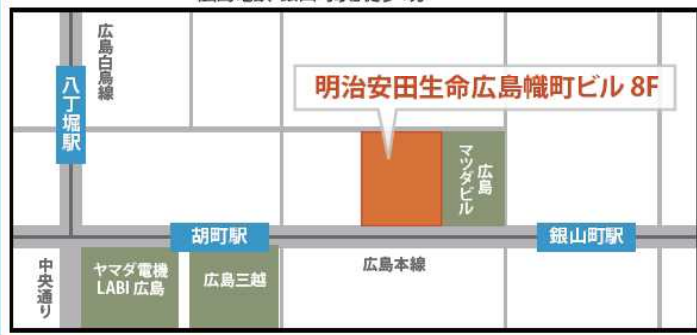 広島白島線
八丁堀駅
明治安田生命広島幟町ビル 8F
広島
マツダビル
胡町駅
銀山町駅
中央通り
ヤマダ電機
LABI 広島
広島三越
広島本線